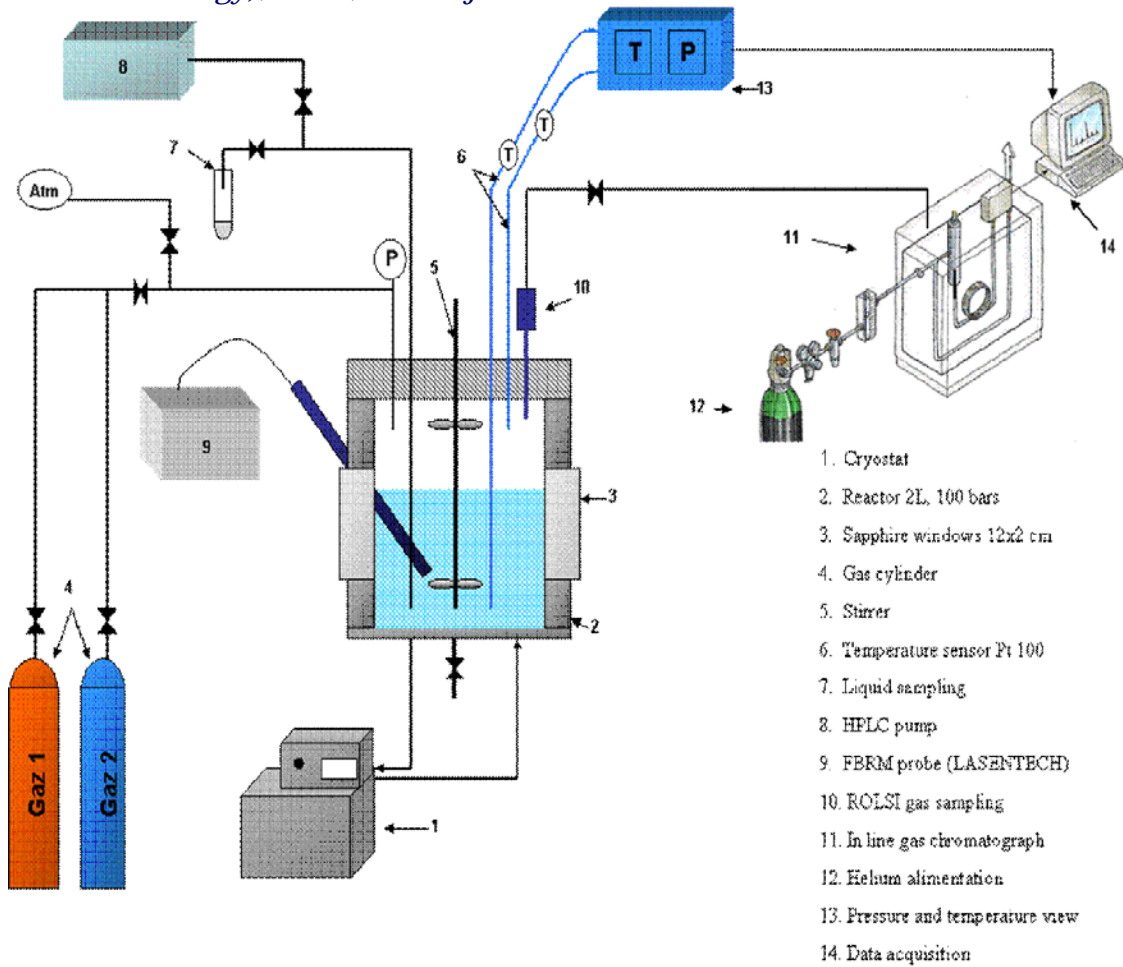 8
T P
13
7
6
T
T
Atm
P
5
11
14
10
12
9
3
4
2
Gaz 1
Gaz 2
1
1. Cryostat
2. Reactor 2L, 100 bars
3. Sapphire windows 12x2 cm
4. Gas cylinder
5. Stirrer
6. Temperature sensor Pt 100
7. Liquid sampling
8. HPLC pump
9. FBRM probe (LASENTECH)
10. ROLSI gas sampling
11. In line gas chromatograph
12. Helium alimentation
13. Pressure and temperature view
14. Data acquisition